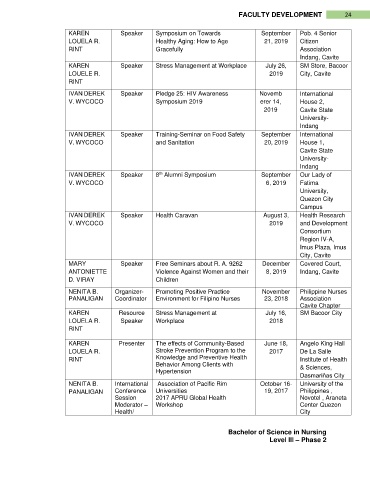 FACULTY DEVELOPMENT 24
KAREN LOUELA R. RINT Speaker Symposium on Towards Healthy Aging: How to Age Gracefully September 21, 2019 Pob. 4 Senior Citizen Association Indang, Cavite
KAREN LOUELE R. RINT Speaker Stress Management at Workplace July 26, 2019 SM Store, Bacoor City, Cavite
IVAN DEREK V. WYCOCO Speaker Pledge 25: HIV Awareness Symposium 2019 Novemb erer 14, 2019 International House 2, Cavite State University- Indang
IVAN DEREK V. WYCOCO Speaker Training-Seminar on Food Safety and Sanitation September 20, 2019 International House 1, Cavite State University- Indang
IVAN DEREK V. WYCOCO Speaker 8th Alumni Symposium September 6, 2019 Our Lady of Fatima University, Quezon City Campus
IVAN DEREK V. WYCOCO Speaker Health Caravan August 3, 2019 Health Research and Development Consortium Region IV-A, Imus Plaza, Imus City, Cavite
MARY ANTONIETTE D. VIRAY Speaker Free Seminar about R. A. 9262 Violence Against Women and their Children December 8, 2019 Covered Court, Indang, Cavite
NENITA B. PANALIGAN Organizer- Coordinator Promoting Positive Practice Environment for Filipino Nurses November 23, 2018 Philippine Nurses Association Cavite Chapter
KAREN LOUELA R. RINT Resource Speaker Stress Management at Workplace July 16, 2018 SM Bacoor City
KAREN LOUELA R. RINT Presenter The effects of Community-Based Stroke Prevention Program to the Knowledge and Preventive Health Behavior Among Clients with Hypertension June 18, 2017 Angelo King Hall De La Salle Institute of Health & Sciences, Dasmariñas City
NENITA B. PANALIGAN International Conference Session Moderator – Health/ Association of Pacific Rim Universities 2017 APRU Global Health Workshop October 16 19, 2017 University of the Philippines , Novotel , Araneta Center Quezon City
Bachelor of Science in Nursing
Level III – Phase 2